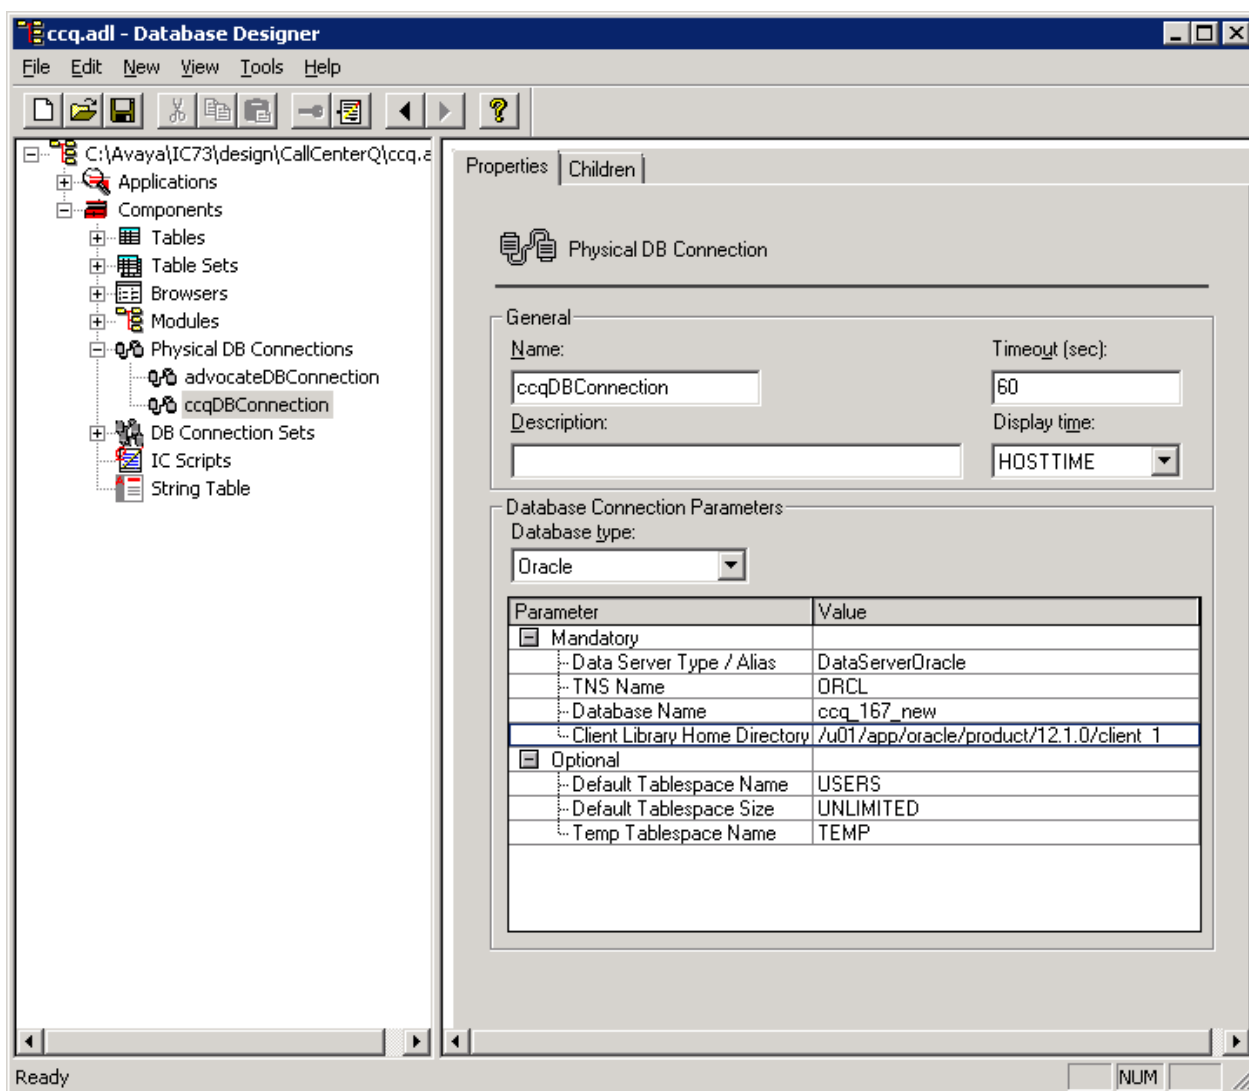 ccq.adl - Database Designer
File Edit New View Tools Help
C:\Avaya\IC73\design\CallCenterQ\ccq.a
Applications
Components
Tables
Table Sets
Browsers
Modules
Physical DB Connections
advocateDBConnection
ccqDBConnection
DB Connection Sets
IC Scripts
String Table
Properties Children
Physical DB Connection
General
Name: Timeout (sec):
ccqDBConnection 60
Description: Display time:
HOSTTIME
Database Connection Parameters
Database type:
Oracle
Parameter Value
Mandatory
Data Server Type / Alias DataServerOracle
TNS Name ORCL
Database Name ccq_167_new
Client Library Home Directory /u01/app/oracle/product/12.1.0/client_1
Optional
Default Tablespace Name USERS
Default Tablespace Size UNLIMITED
Temp Tablespace Name TEMP
Ready NUM